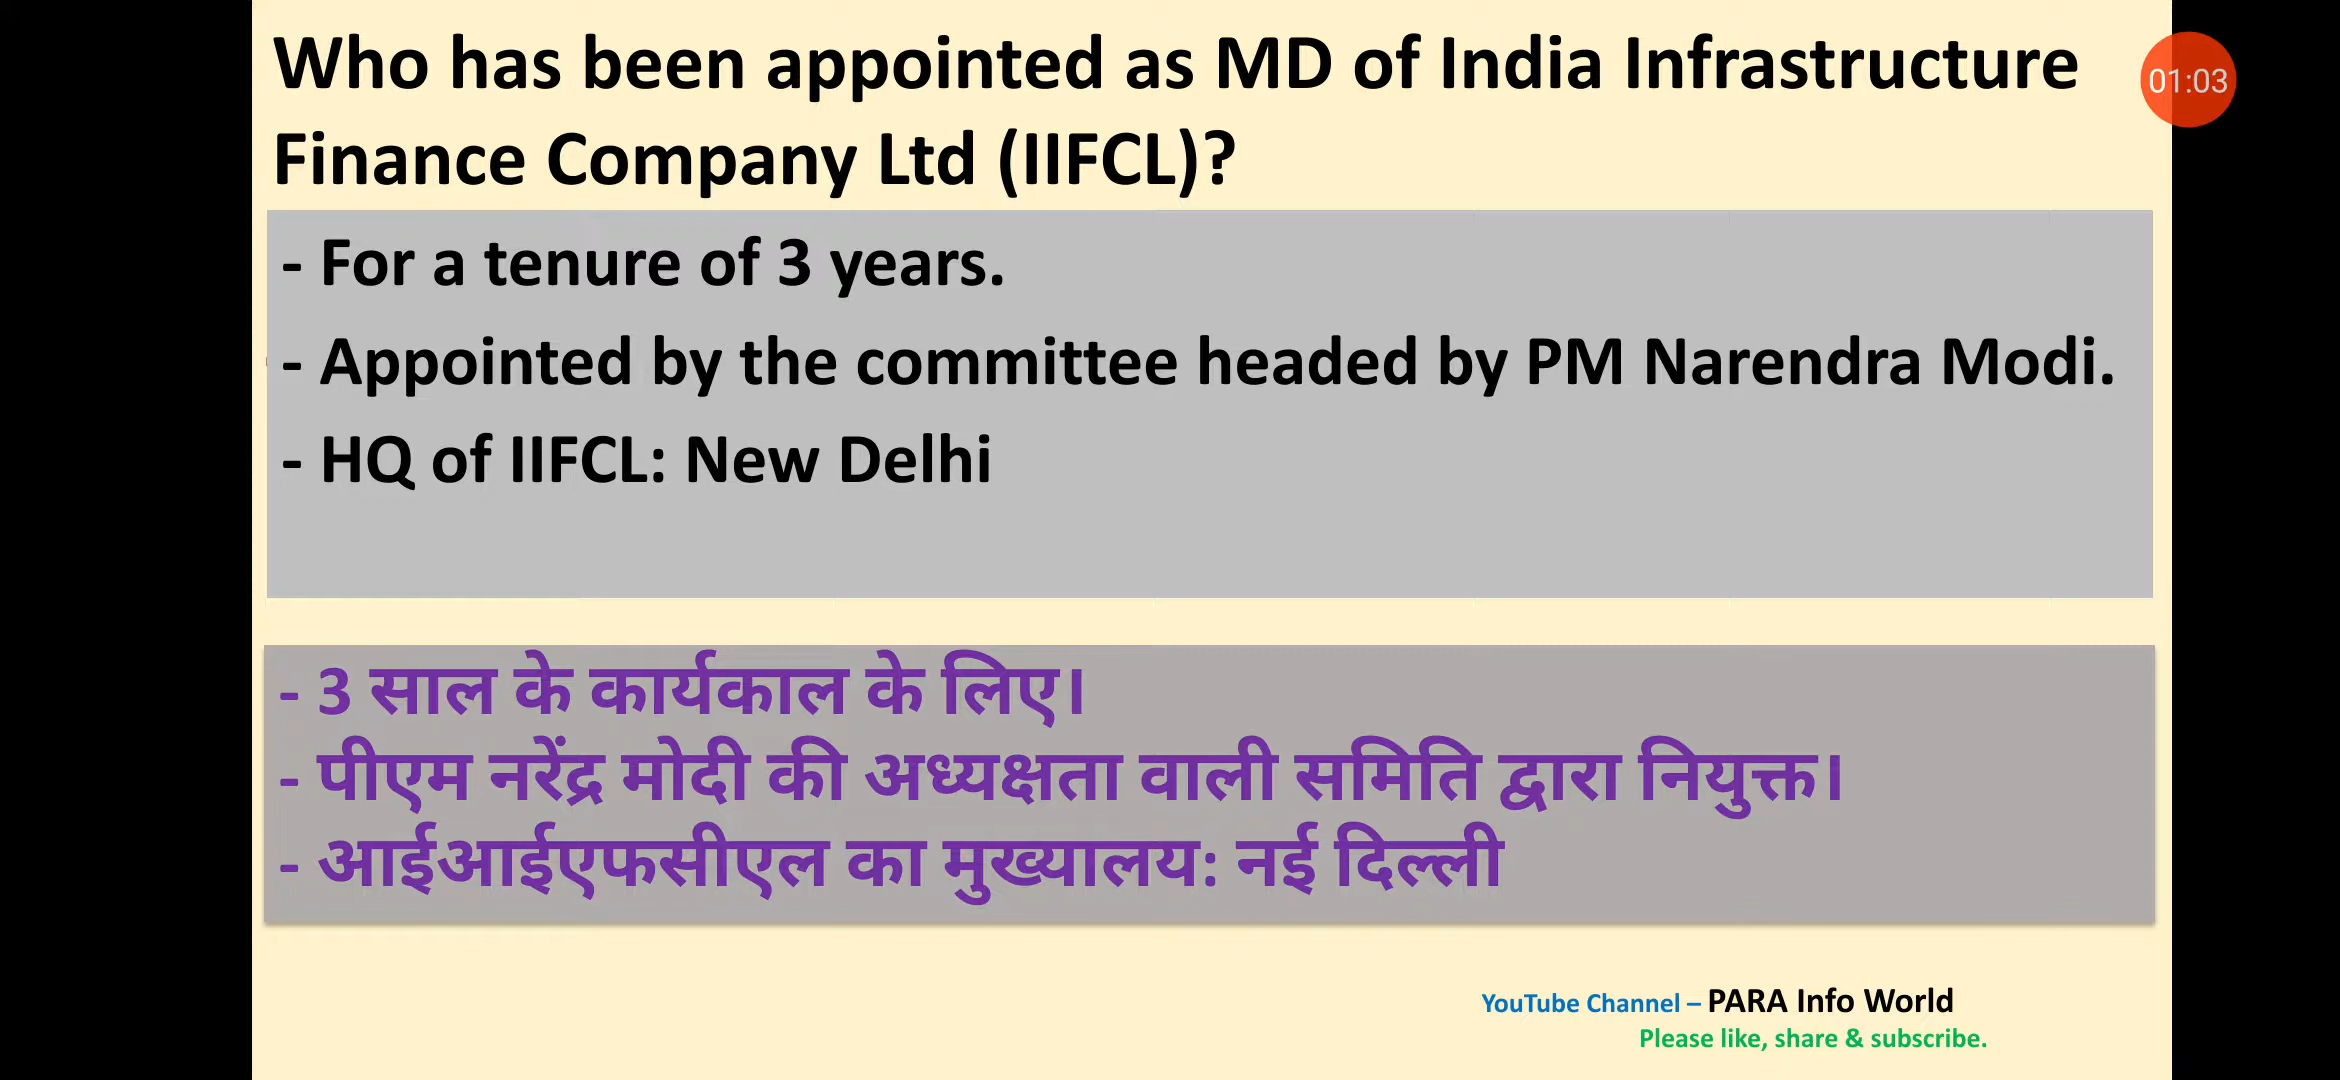 Who has been appointed as MD of India Infrastructure
01:03
Finance Company Ltd (IIFCL)?
- For a tenure of 3 years.
- Appointed by the committee headed by PM Narendra Modi.
- HQ of IIFCL: New Delhi
- 3 साल के कार्यकाल के लिए।
- पीएम नरेंद्र मोदी की अध्यक्षता वाली समिति द्वारा नियुक्त।
- आईआईएफसीएल का मुख्यालय: नई दिल्ली
YouTube Channel – PARA Info World
Please like, share & subscribe.